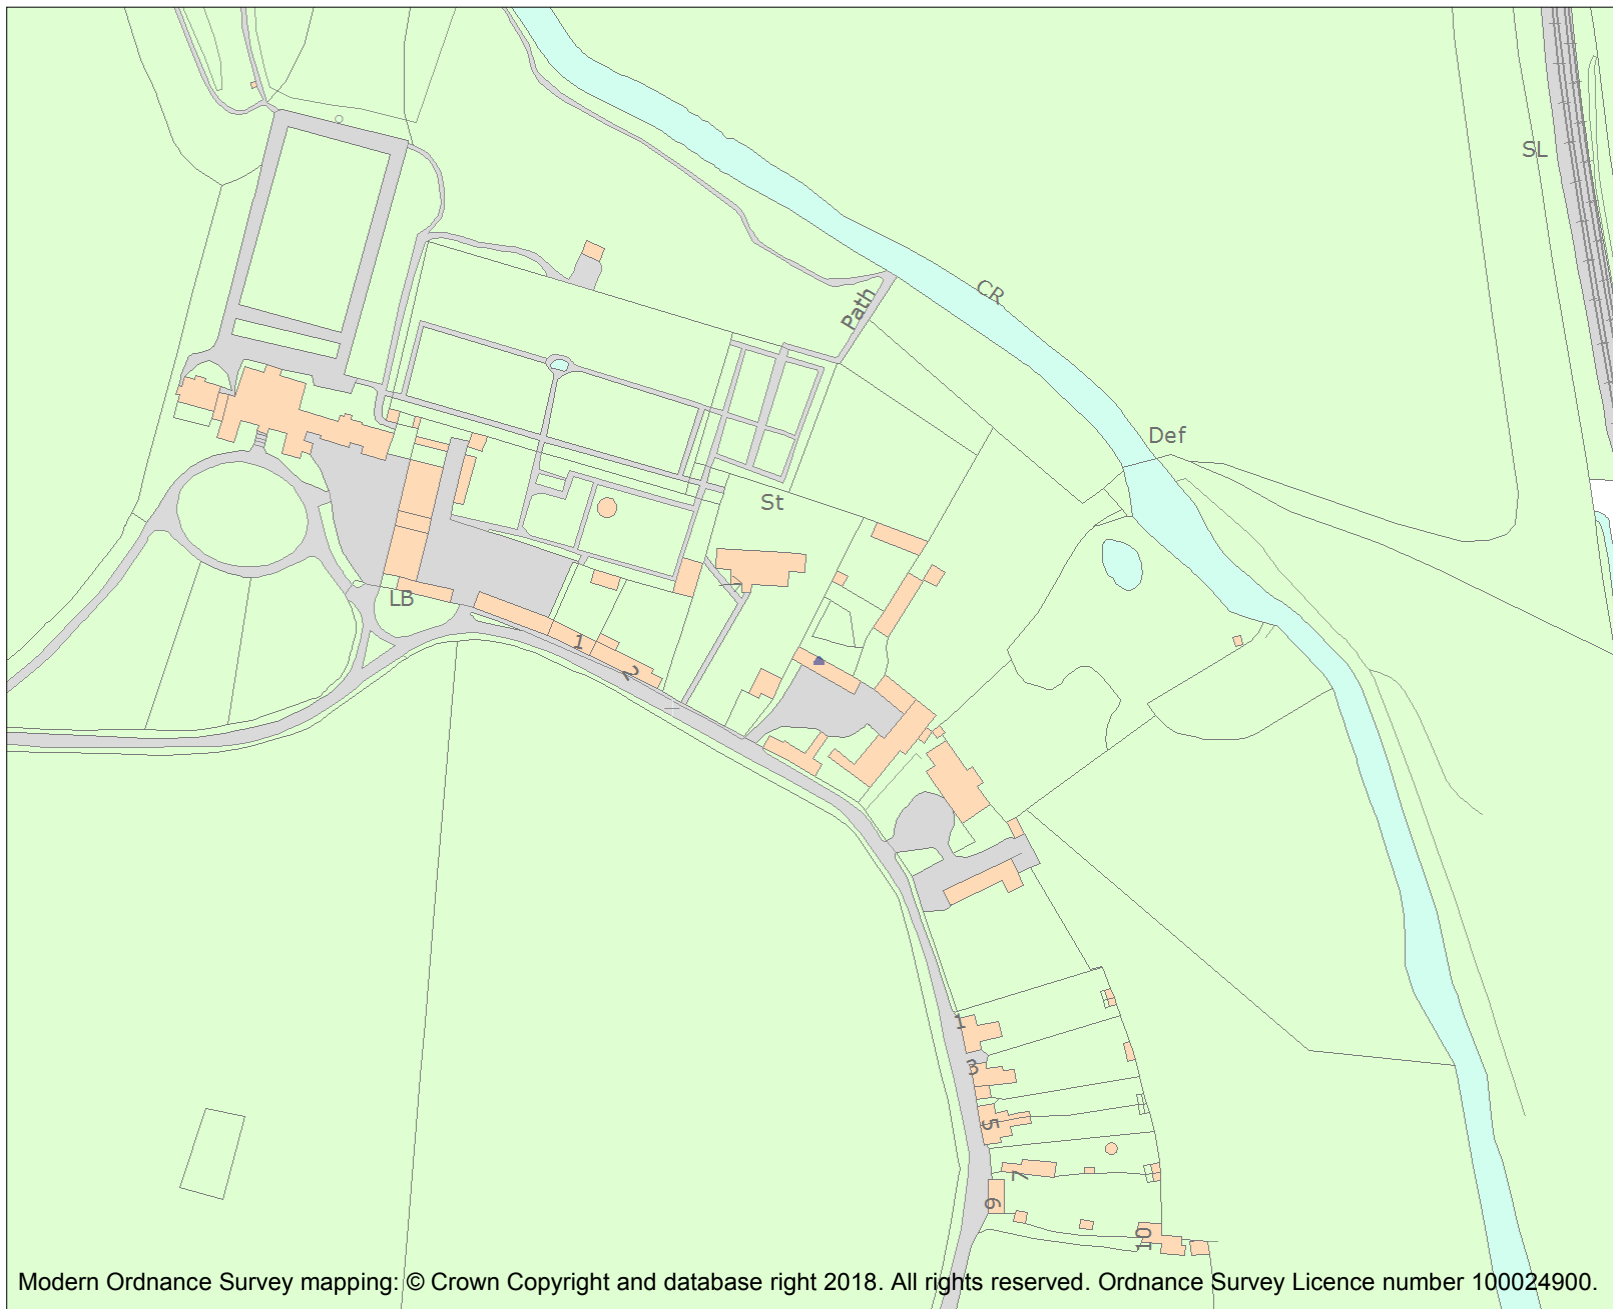 SL
CR
Path
Def
St
LB
1
2
1
3
5
7
9
10
Modern Ordnance Survey mapping: © Crown Copyright and database right 2018. All rights reserved. Ordnance Survey Licence number 100024900.